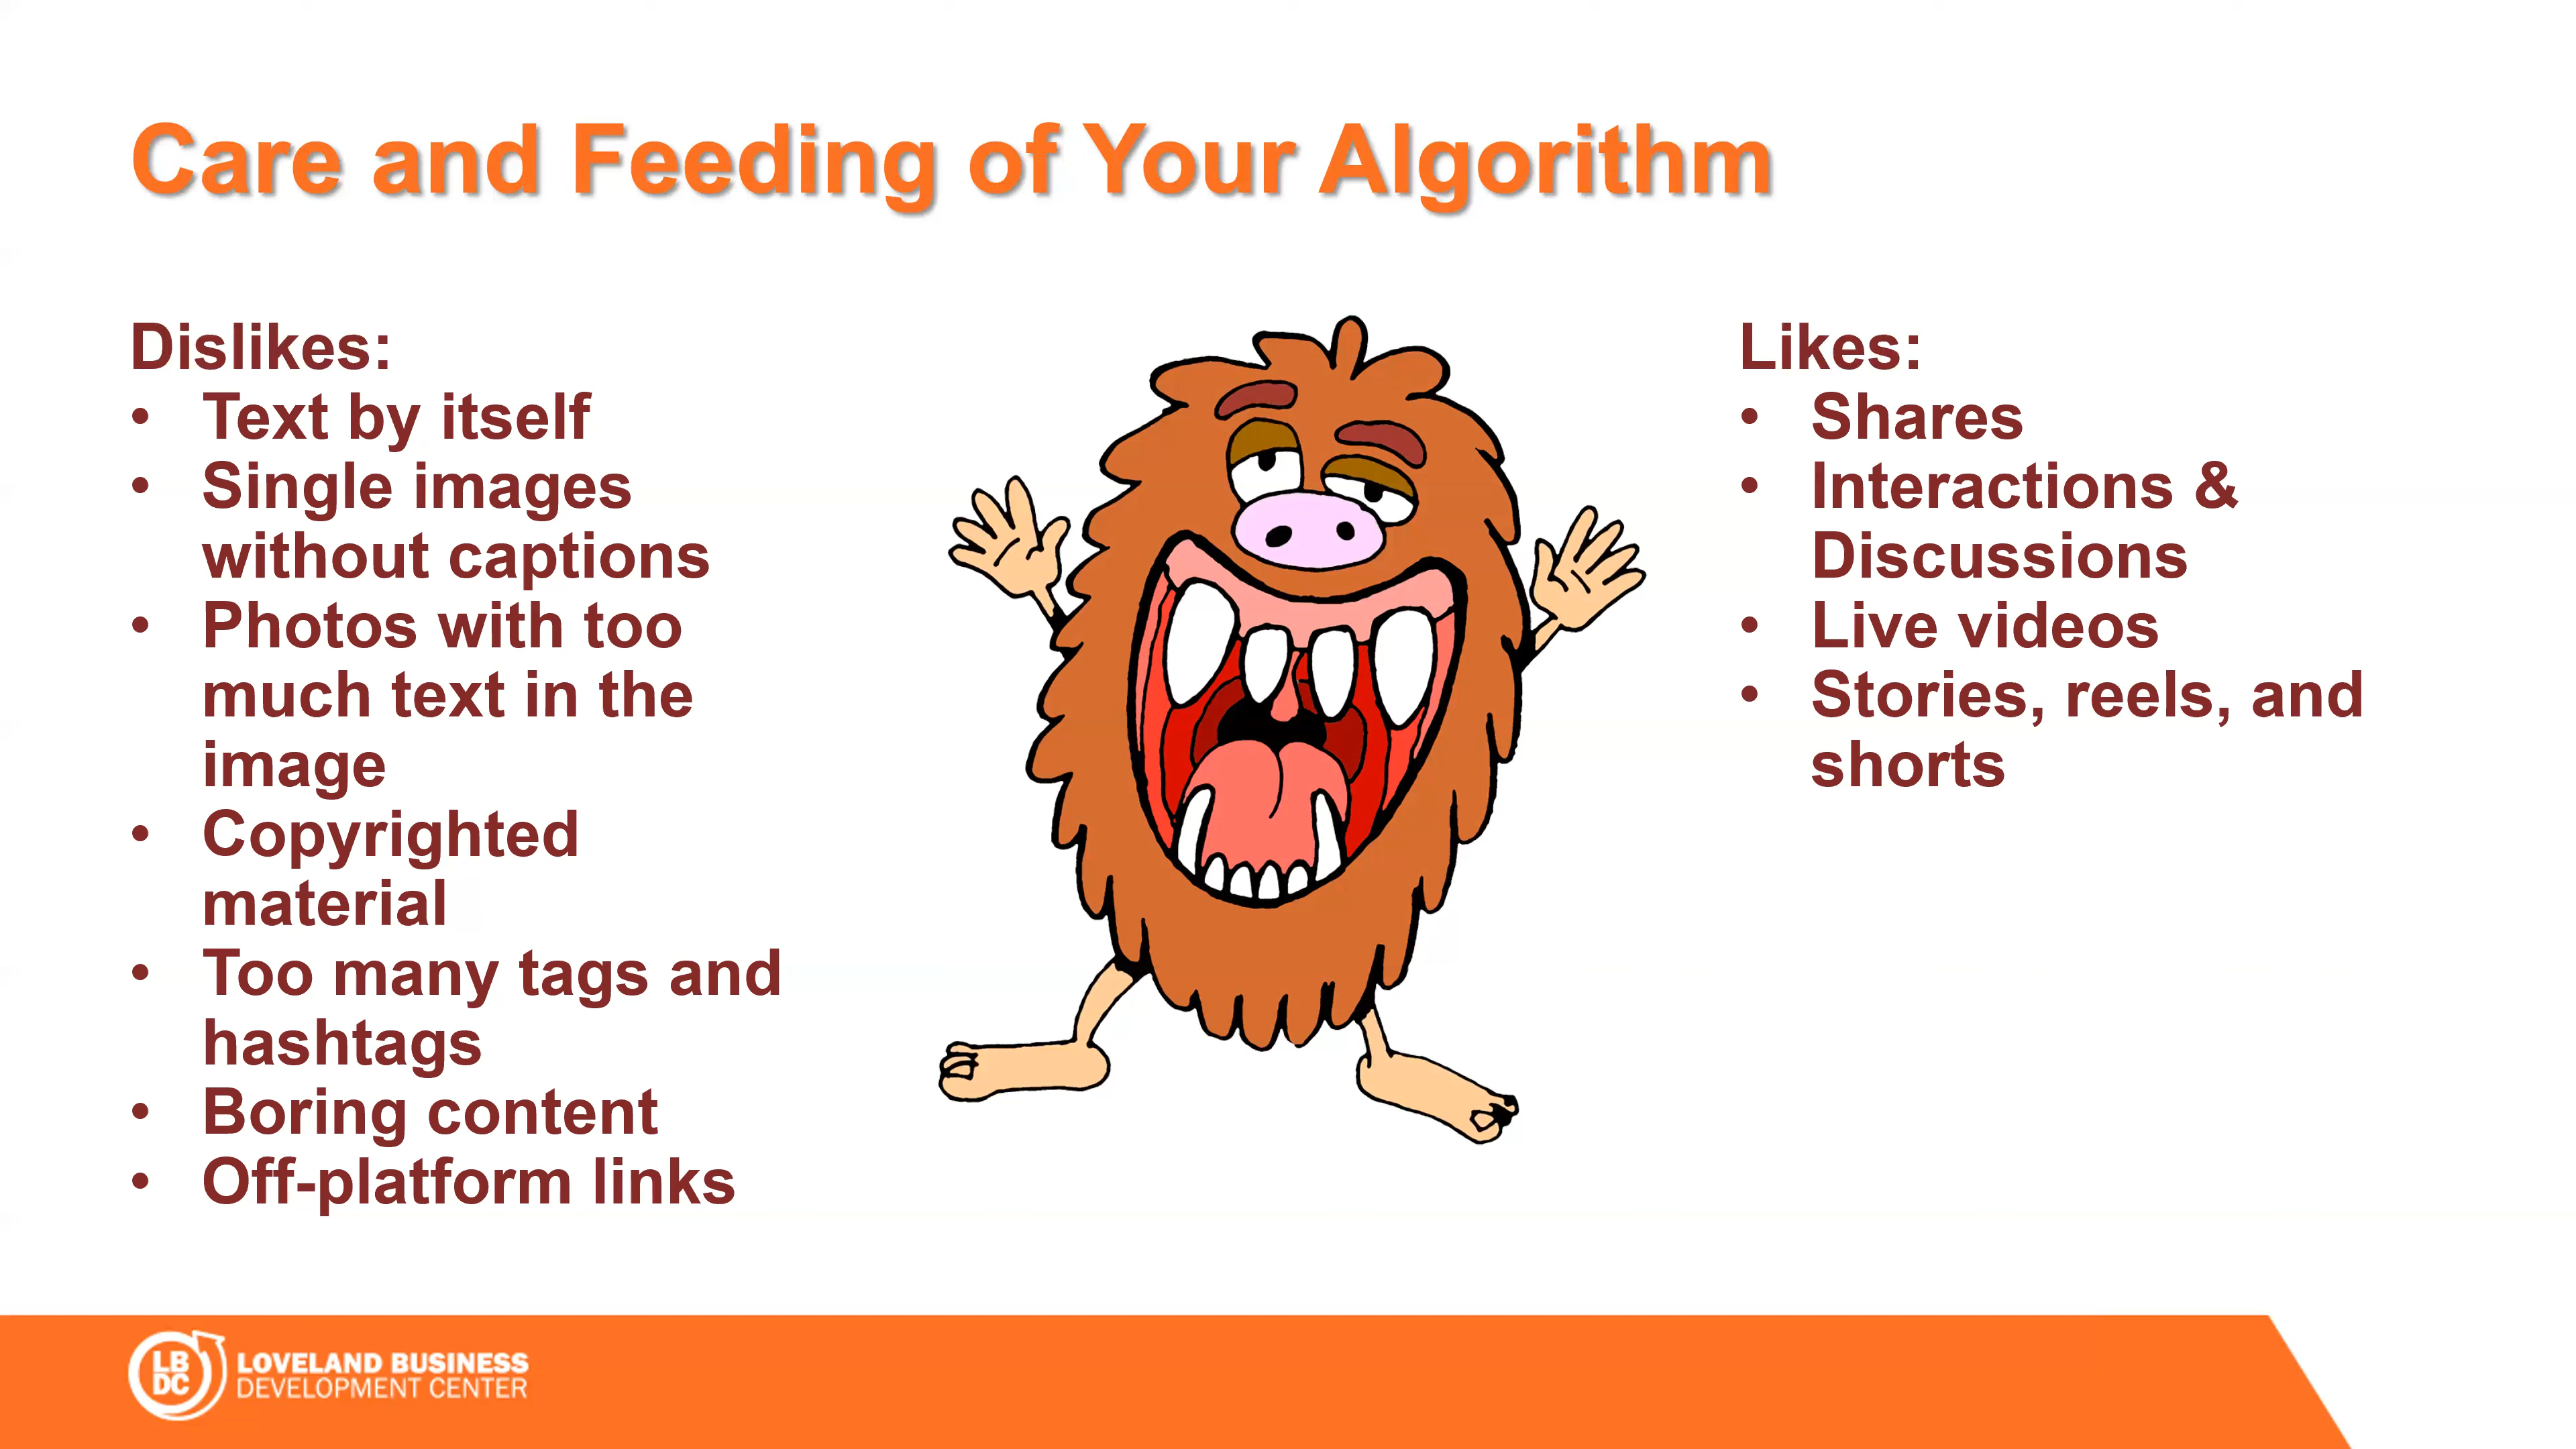 Care and Feeding of Your Algorithm
Dislikes:
• Text by itself
• Single images
without captions
• Photos with too
much text in the
image
• Copyrighted
material
• Too many tags and
hashtags
• Boring content
• Off-platform links
Likes:
• Shares
• Interactions &
Discussions
• Live videos
• Stories, reels, and
shorts
LB
DC
LOVELAND BUSINESS
DEVELOPMENT CENTER